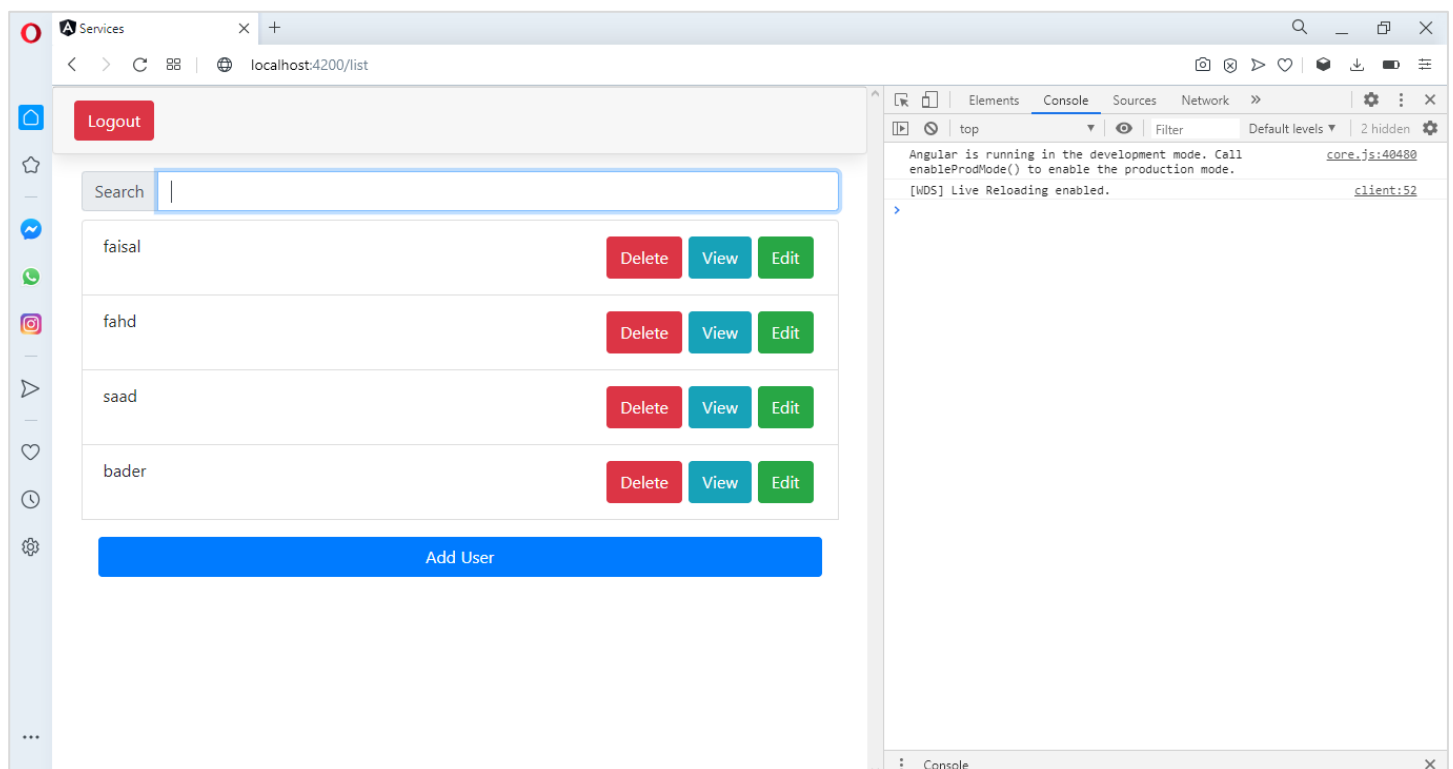 Services
localhost:4200/list
Logout
Search
faisal
Delete View Edit
fahd
Delete View Edit
saad
Delete View Edit
bader
Delete View Edit
Add User
Elements Console Sources Network
top Filter Default levels 2 hidden
Angular is running in the development mode. Call core.js:40480
enableProdMode() to enable the production mode.
[WDS] Live Reloading enabled. client:52
Console